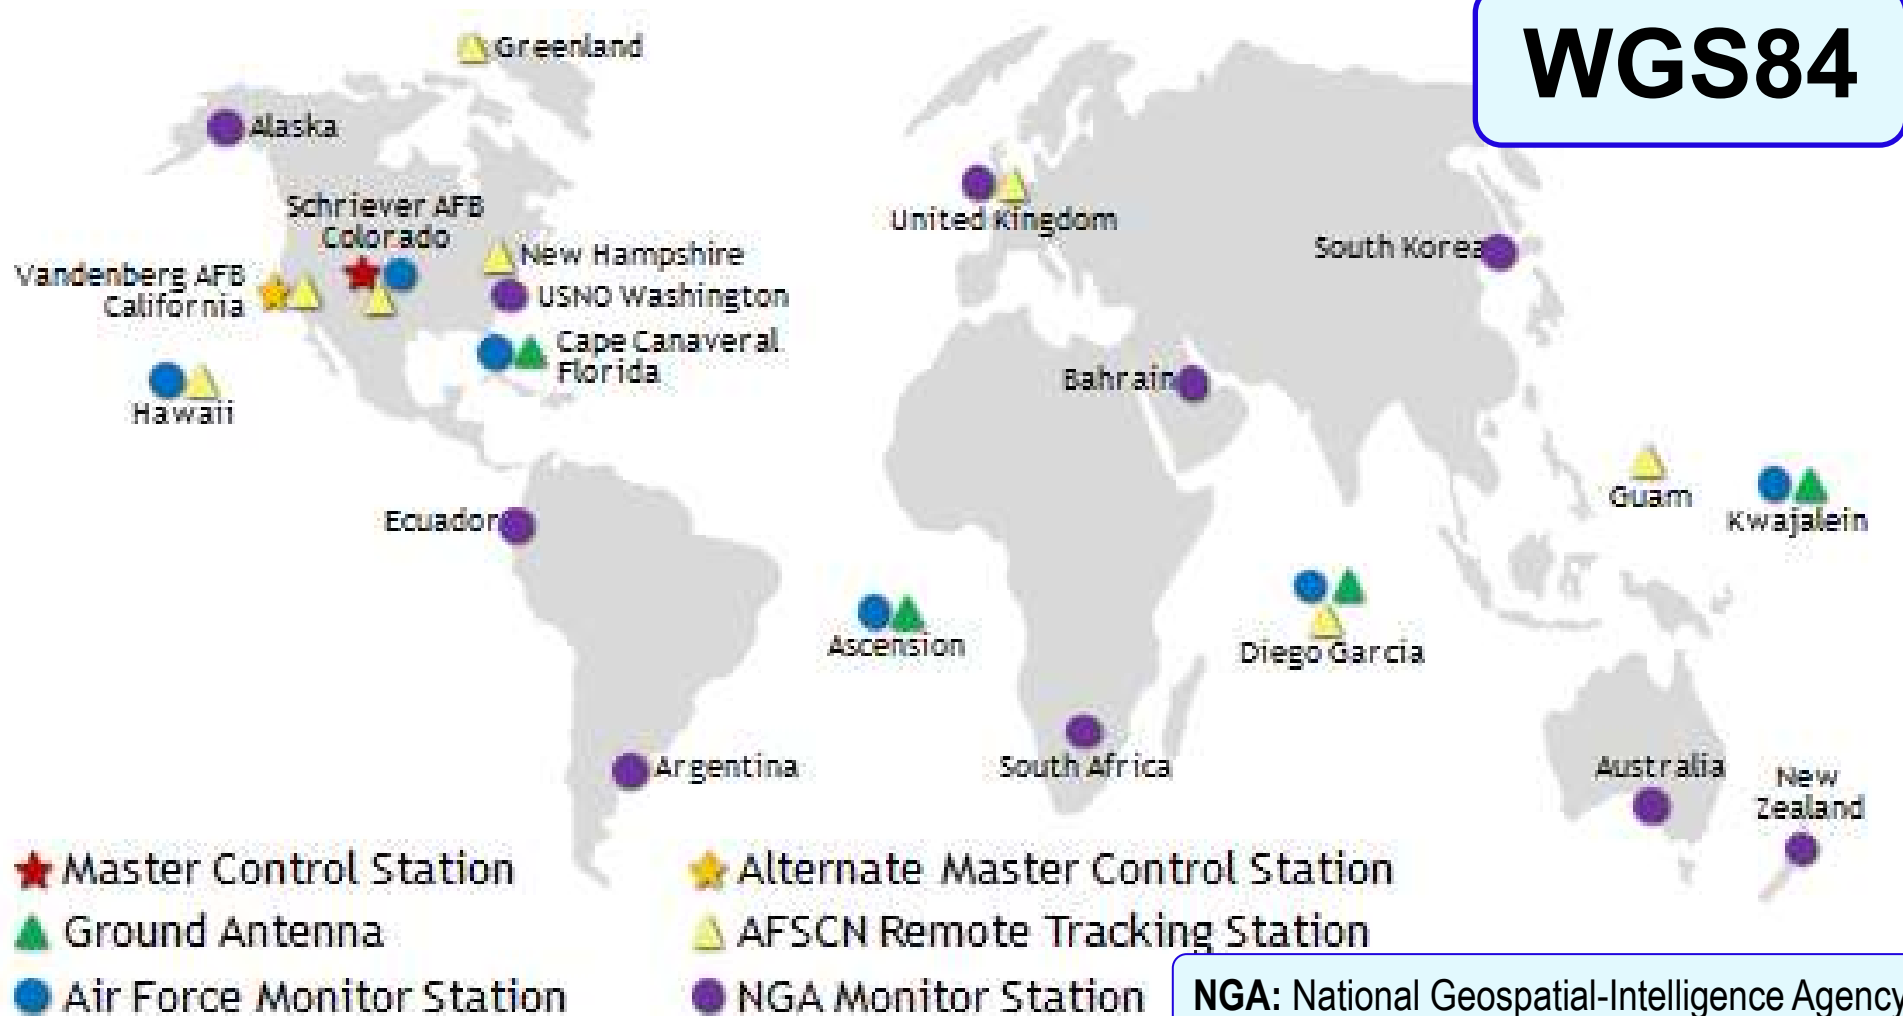 WGS84
Greenland
Alaska
Schriever AFB
Colorado
Vandenberg AFB
California
New Hampshire
USNO Washington
Cape Canaveral
Florida
Hawaii
United Kingdom
South Korea
Bahrain
Guam
Kwajalein
Ecuador
Ascension
Diego Garcia
Argentina
South Africa
Australia
New
Zealand
Master Control Station
Alternate Master Control Station
Ground Antenna
AFSCN Remote Tracking Station
Air Force Monitor Station
NGA Monitor Station
NGA: National Geospatial-Intelligence Agency